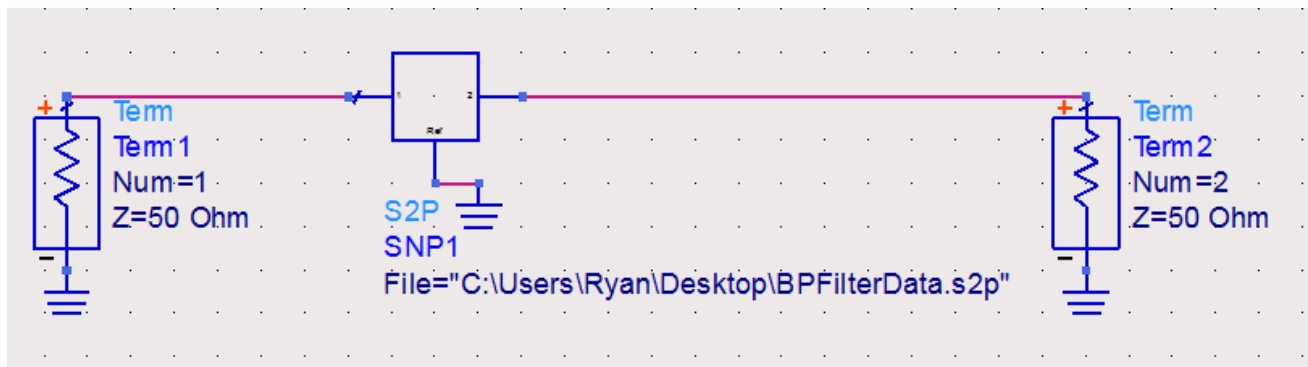 Term
Term1
Num=1
Z=50 Ohm
+
-
1
2
Ref
S2P
SNP1
File="C:\Users\Ryan\Desktop\BPFilterData.s2p"
Term
Term2
Num=2
Z=50 Ohm
+
-